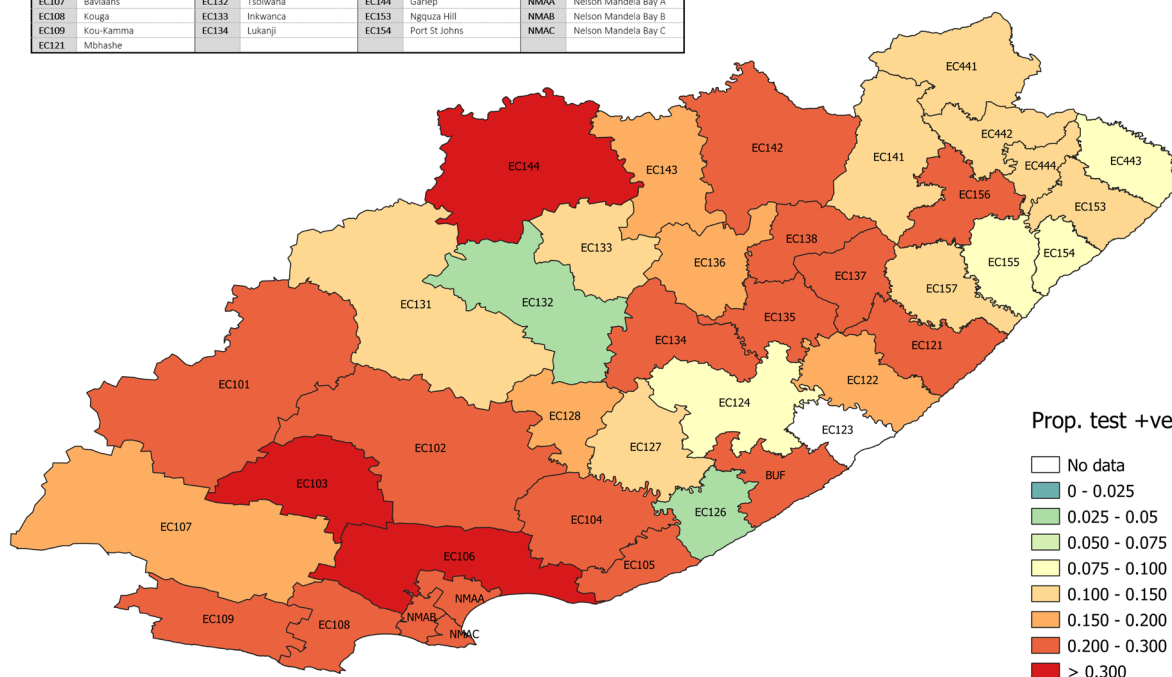 EC107 Baviaans EC132 Tsolwana EC144 Gariep NMAA Nelson Mandela Bay A
EC108 Kouga EC133 Inkwanca EC153 Ngquza Hill NMAB Nelson Mandela Bay B
EC109 Kou-Kamma EC134 Lukanji EC154 Port St Johns NMAC Nelson Mandela Bay C
EC121 Mbhashe
EC441
EC442
EC142
EC141
EC443
EC444
EC144
EC143
EC156
EC153
EC138
EC133
EC154
EC155
EC136
EC137
EC157
EC132
EC131
EC135
EC134
EC121
EC101
EC122
EC124
EC128
EC123
EC127
EC102
BUF
EC103
EC126
EC104
EC107
EC106
EC105
NMAA
NMAB
EC109
EC108
NMAC
Prop. test +ve
No data
0 - 0.025
0.025 - 0.05
0.050 - 0.075
0.075 - 0.100
0.100 - 0.150
0.150 - 0.200
0.200 - 0.300
> 0.300